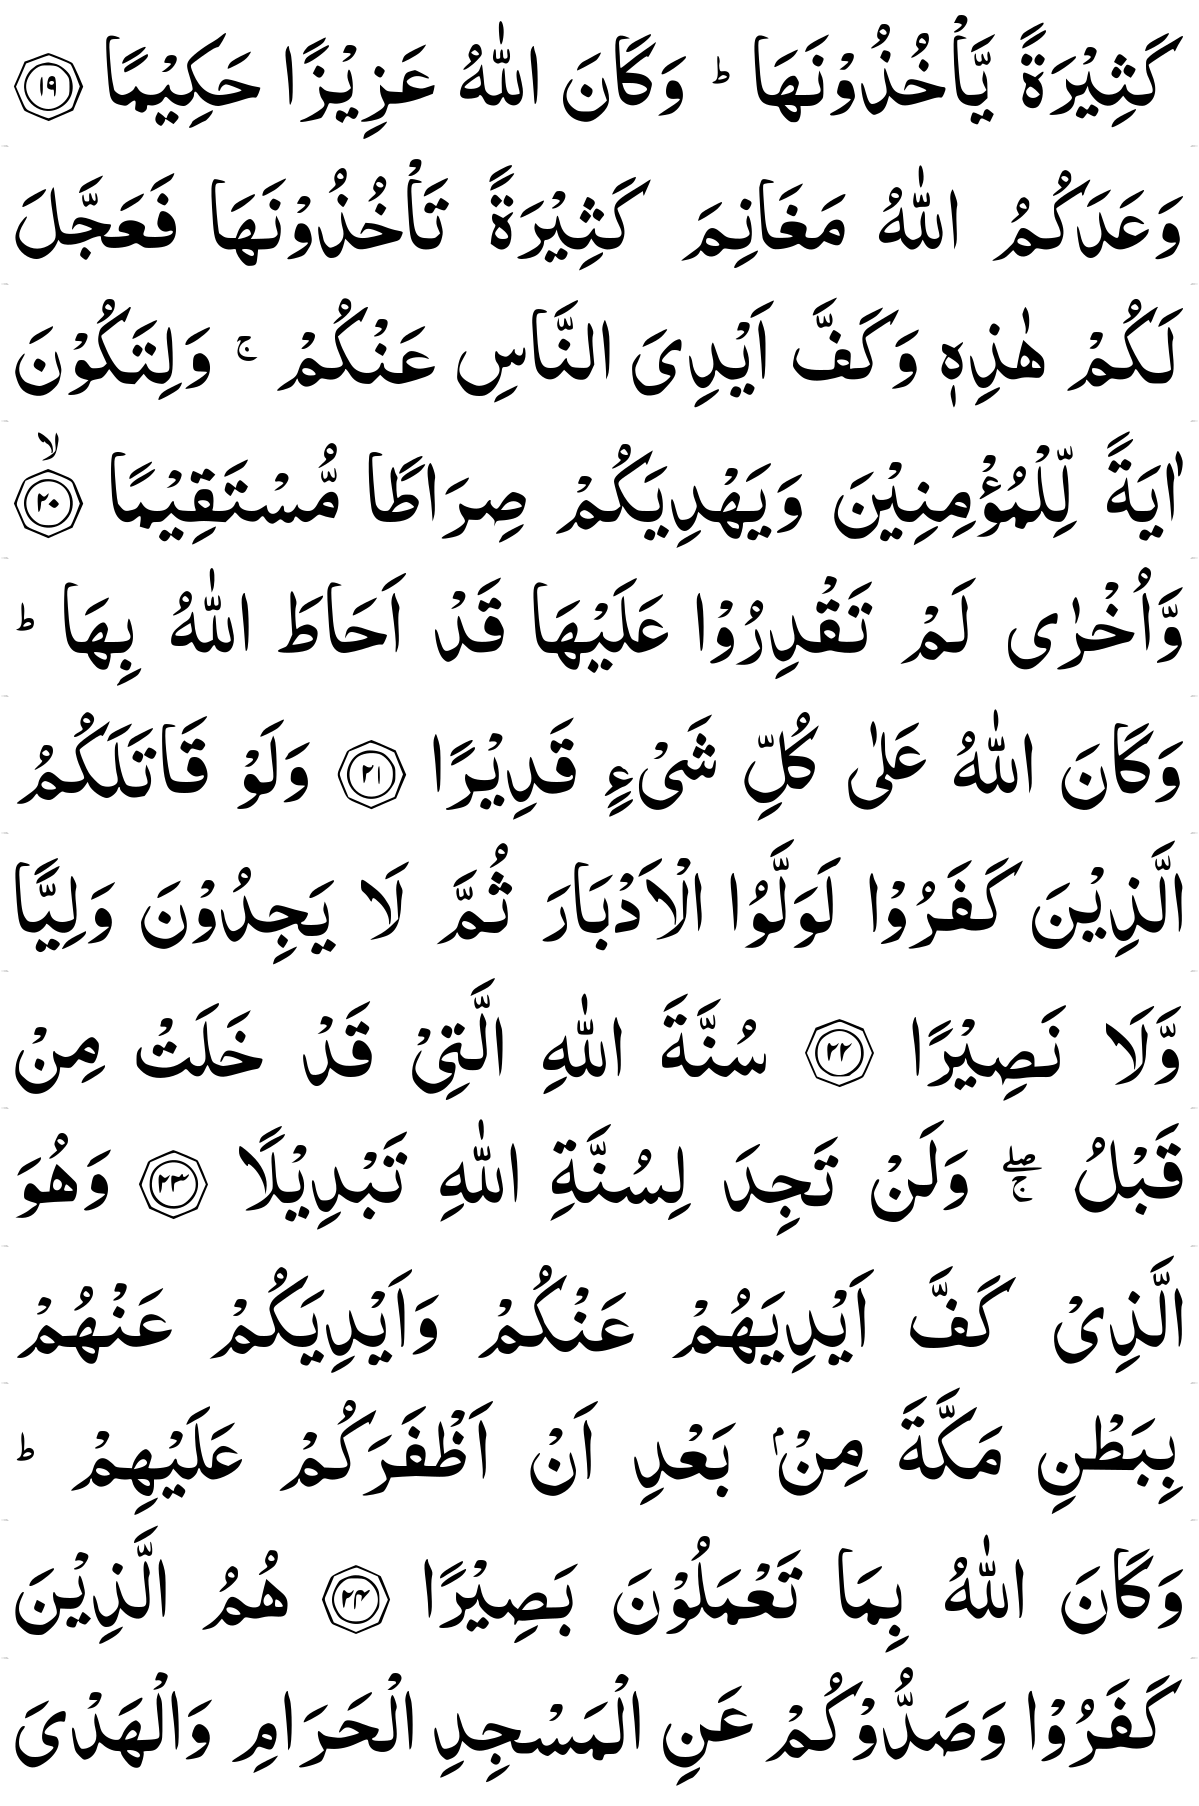 كَثِيْرَةً يَّاْخُذُوْنَهَا ؕ وَكَانَ اللّٰهُ عَزِيْزًا حَكِيْمًا ۝۱۹
وَعَدَكُمُ اللّٰهُ مَغَانِمَ كَثِيْرَةً تَاْخُذُوْنَهَا فَعَجَّلَ
لَكُمْ هٰذِهٖ وَكَفَّ اَيْدِىَ النَّاسِ عَنْكُمْ ۚ وَلِتَكُوْنَ
اٰيَةً لِّلْمُؤْمِنِيْنَ وَيَهْدِيَكُمْ صِرَاطًا مُّسْتَقِيْمًا ۙ‏۝۲۰
وَّاُخْرٰى لَمْ تَقْدِرُوْا عَلَيْهَا قَدْ اَحَاطَ اللّٰهُ بِهَا ؕ
وَكَانَ اللّٰهُ عَلٰى كُلِّ شَىْءٍ قَدِيْرًا ۝۲۱ وَلَوْ قَاتَلَكُمُ
الَّذِيْنَ كَفَرُوْا لَوَلَّوُا الْاَدْبَارَ ثُمَّ لَا يَجِدُوْنَ وَلِيًّا
وَّلَا نَصِيْرًا ۝۲۲ سُنَّةَ اللّٰهِ الَّتِىْ قَدْ خَلَتْ مِنْ
قَبْلُ ۖۚ وَلَنْ تَجِدَ لِسُنَّةِ اللّٰهِ تَبْدِيْلًا ۝۲۳ وَهُوَ
الَّذِىْ كَفَّ اَيْدِيَهُمْ عَنْكُمْ وَاَيْدِيَكُمْ عَنْهُمْ
بِبَطْنِ مَكَّةَ مِنْۢ بَعْدِ اَنْ اَظْفَرَكُمْ عَلَيْهِمْ ؕ
وَكَانَ اللّٰهُ بِمَا تَعْمَلُوْنَ بَصِيْرًا ۝۲۴ هُمُ الَّذِيْنَ
كَفَرُوْا وَصَدُّوْكُمْ عَنِ الْمَسْجِدِ الْحَرَامِ وَالْهَدْىَ